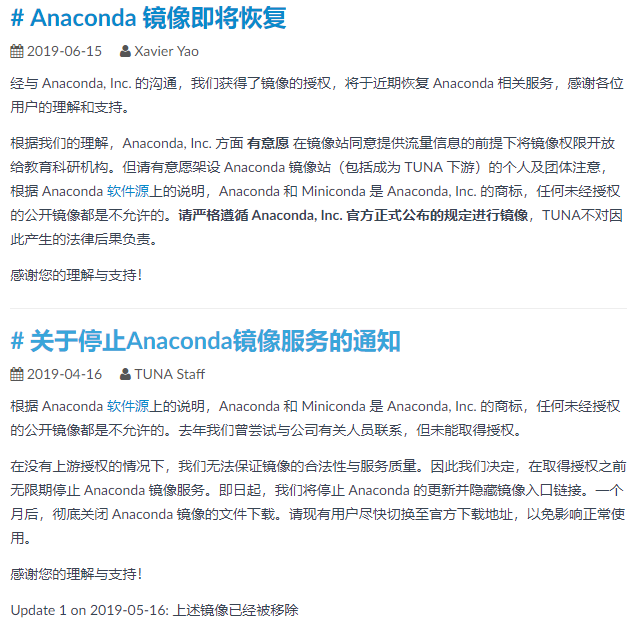 # Anaconda 镜像即将恢复
2019-06-15 Xavier Yao
经与 Anaconda, Inc. 的沟通，我们获得了镜像的授权，将于近期恢复 Anaconda 相关服务，感谢各位
用户的理解和支持。
根据我们的理解，Anaconda, Inc. 方面 有意愿 在镜像站同意提供流量信息的前提下将镜像权限开放
给教育科研机构。但请有意愿架设 Anaconda 镜像站（包括成为 TUNA 下游）的个人及团体注意，
根据 Anaconda 软件源上的说明，Anaconda 和 Miniconda 是 Anaconda, Inc. 的商标，任何未经授权
的公开镜像都是不允许的。请严格遵循 Anaconda, Inc. 官方正式公布的规定进行镜像，TUNA不对因
此产生的法律后果负责。
感谢您的理解与支持！
# 关于停止Anaconda镜像服务的通知
2019-04-16 TUNA Staff
根据 Anaconda 软件源上的说明，Anaconda 和 Miniconda 是 Anaconda, Inc. 的商标，任何未经授权
的公开镜像都是不允许的。去年我们曾尝试与公司有关人员联系，但未能取得授权。
在没有上游授权的情况下，我们无法保证镜像的合法性与服务质量。因此我们决定，在取得授权之前
无限期停止 Anaconda 镜像服务。即日起，我们将停止 Anaconda 的更新并隐藏镜像入口链接。一个
月后，彻底关闭 Anaconda 镜像的文件下载。请现有用户尽快切换至官方下载地址，以免影响正常使
用。
感谢您的理解与支持！
Update 1 on 2019-05-16: 上述镜像已经被移除